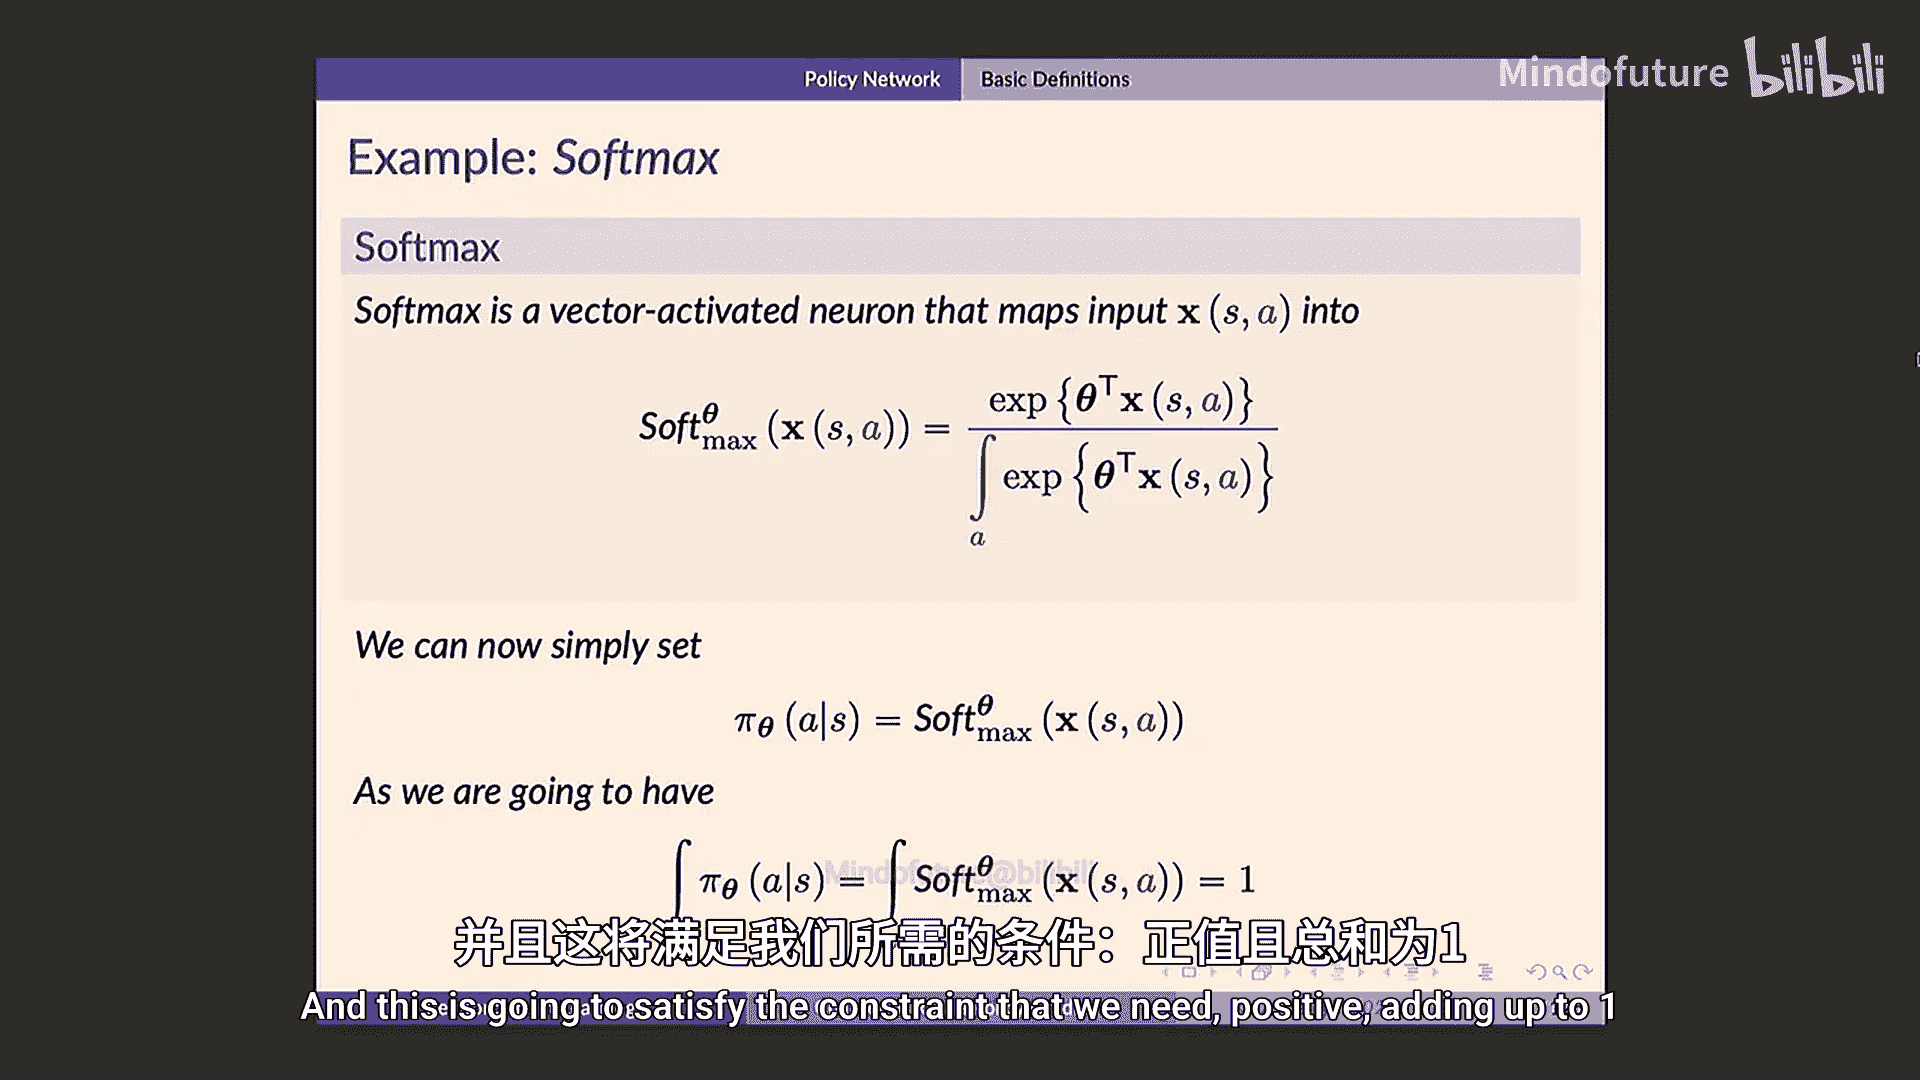 Policy Network
Basic Definitions
Mindofuture bilibili
Example: Softmax
Softmax
Softmax is a vector-activated neuron that maps input x (s, a) into
Soft^θ_max (x (s, a)) = exp {θ^T x (s, a)} / ∫_a exp {θ^T x (s, a)}
We can now simply set
π_θ (a|s) = Soft^θ_max (x (s, a))
As we are going to have
∫ π_θ (a|s) = ∫ Soft^θ_max (x (s, a)) = 1
Mindofuture@bilibili
并且这将满足我们所需的条件：正值且总和为1
And this is going to satisfy the constraint that we need, positive, adding up to 1